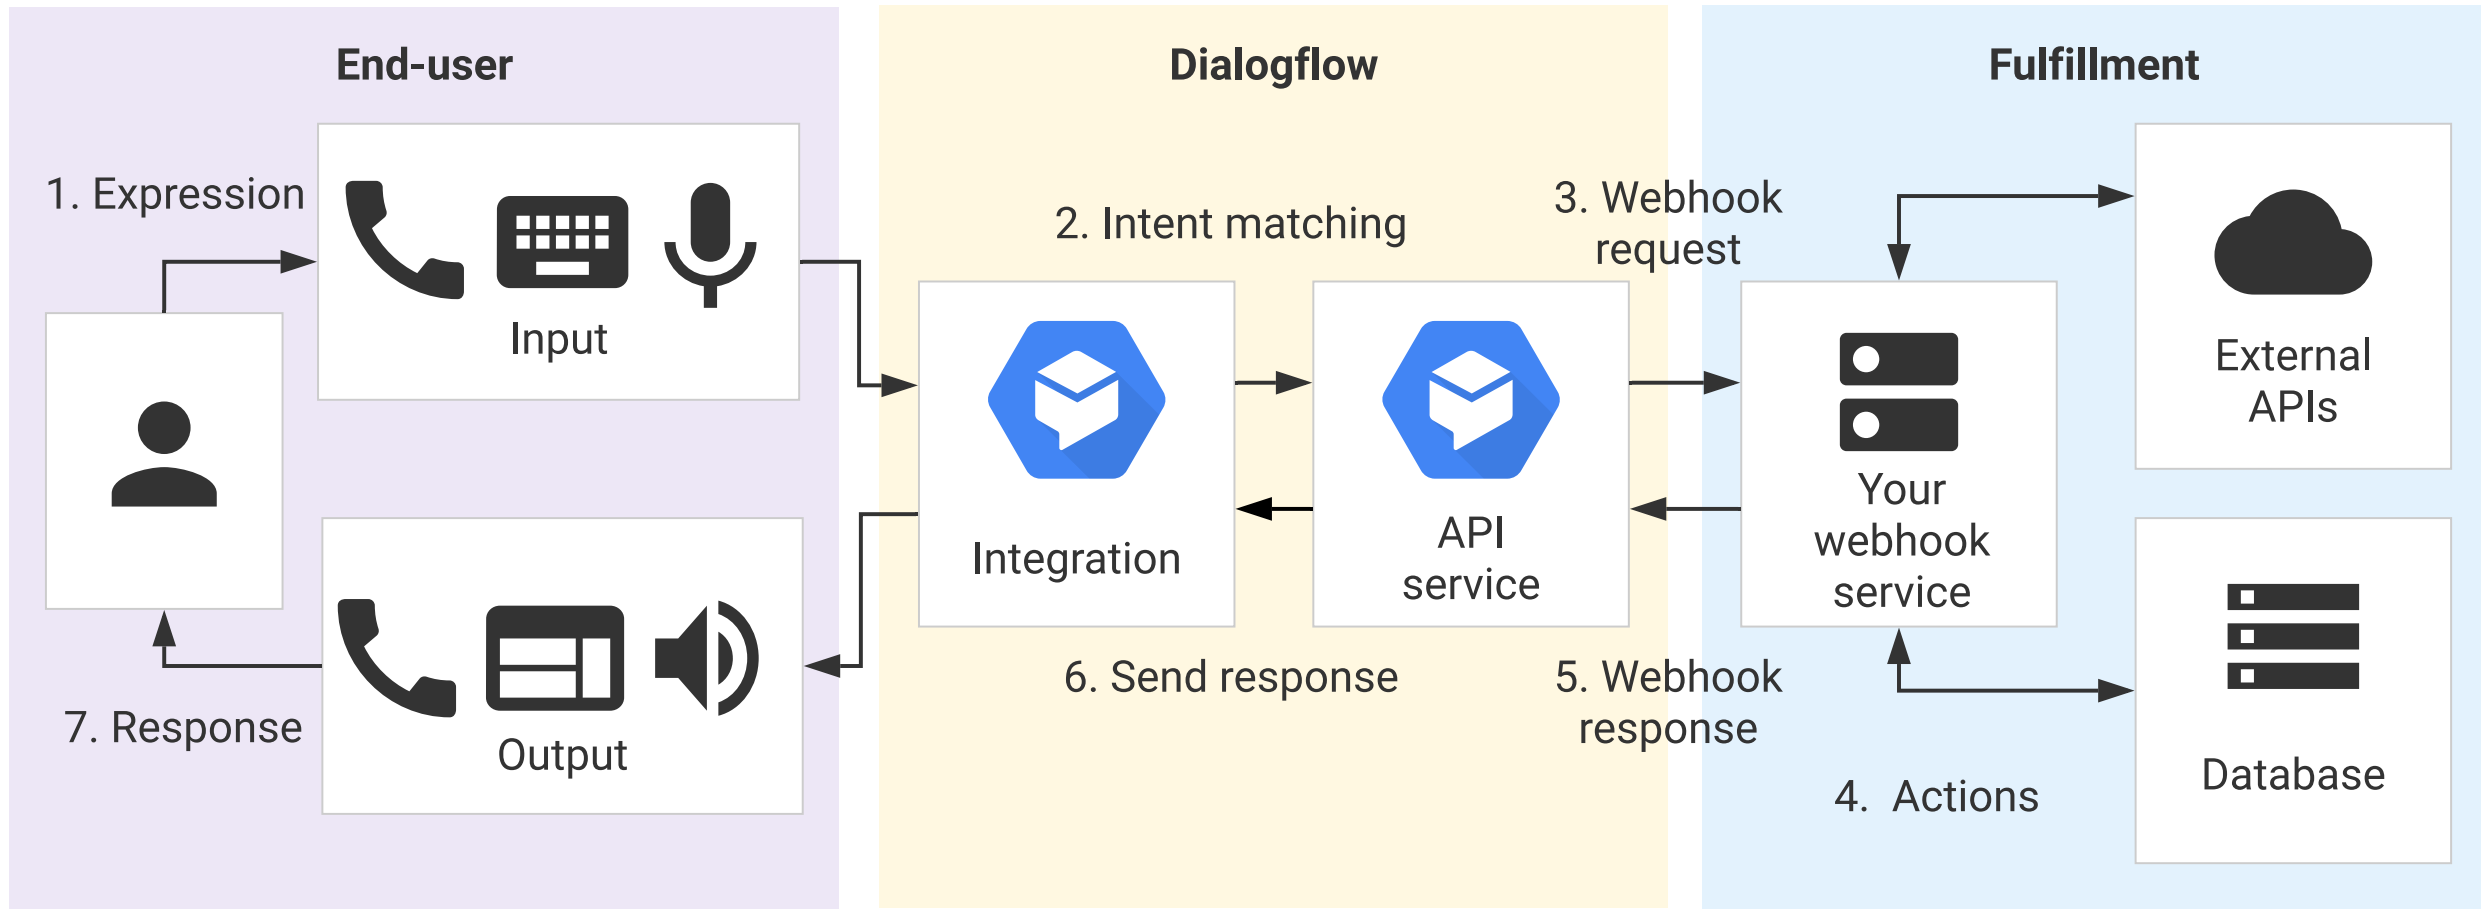 End-user
1. Expression
Input
7. Response
Output
Dialogflow
2. Intent matching
Integration
API
service
6. Send response
3. Webhook
request
5. Webhook
response
Fulfillment
Your
webhook
service
4. Actions
External
APIs
Database